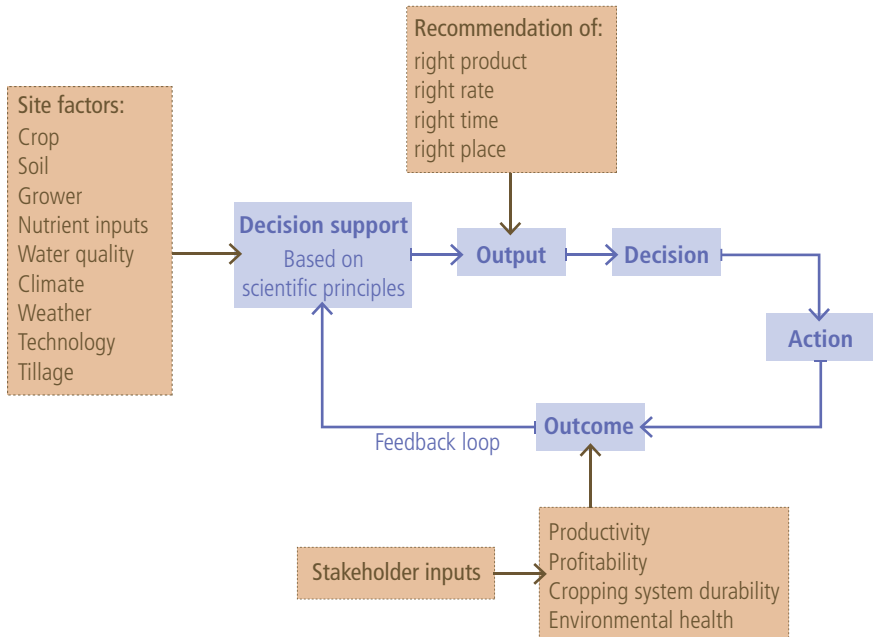 Recommendation of:
right product
right rate
right time
right place
Site factors:
Crop
Soil
Grower
Nutrient inputs
Water quality
Climate
Weather
Technology
Tillage
Decision support
Based on
scientific principles
Output
Decision
Action
Outcome
Feedback loop
Stakeholder inputs
Productivity
Profitability
Cropping system durability
Environmental health